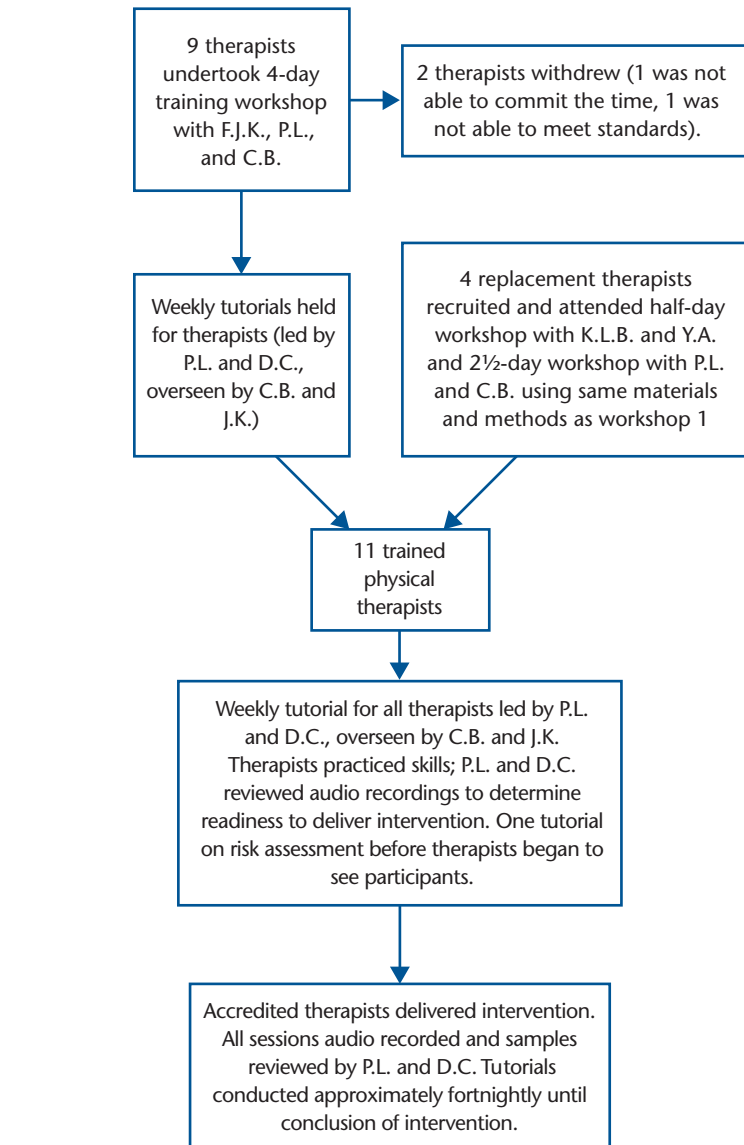 9 therapists
undertook 4-day
training workshop
with F.J.K., P.L.,
and C.B.
2 therapists withdrew (1 was not
able to commit the time, 1 was
not able to meet standards).
Weekly tutorials held
for therapists (led by
P.L. and D.C.,
overseen by C.B. and
J.K.)
4 replacement therapists
recruited and attended half-day
workshop with K.L.B. and Y.A.
and 2½-day workshop with P.L.
and C.B. using same materials
and methods as workshop 1
11 trained
physical
therapists
Weekly tutorial for all therapists led by P.L.
and D.C., overseen by C.B. and J.K.
Therapists practiced skills; P.L. and D.C.
reviewed audio recordings to determine
readiness to deliver intervention. One tutorial
on risk assessment before therapists began to
see participants.
Accredited therapists delivered intervention.
All sessions audio recorded and samples
reviewed by P.L. and D.C. Tutorials
conducted approximately fortnightly until
conclusion of intervention.